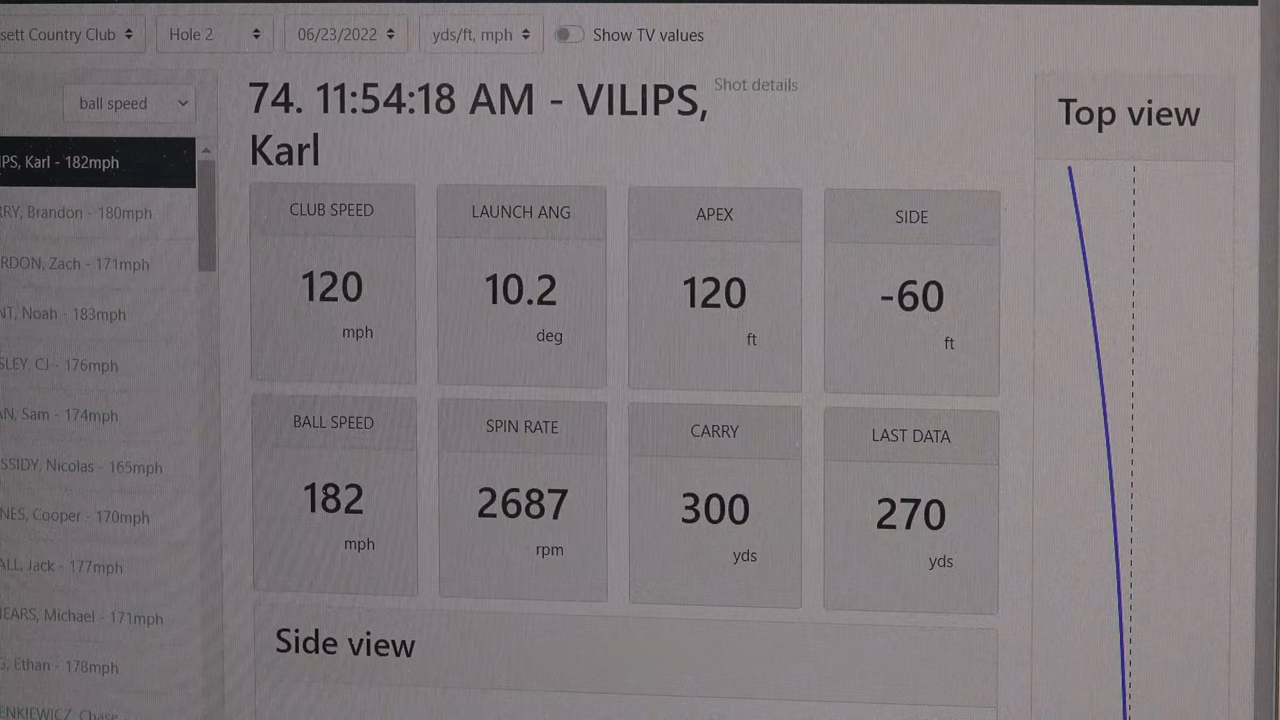 sett Country Club Hole 2 06/23/2022 yds/ft, mph Show TV values
ball speed
74. 11:54:18 AM - VILIPS, Karl
Shot details
Top view
PS, Karl - 182mph
RY, Brandon - 180mph
RDON, Zach - 171mph
NT, Noah - 183mph
SLEY, CJ - 176mph
AN, Sam - 174mph
SSIDY, Nicolas - 165mph
NES, Cooper - 170mph
ALL, Jack - 177mph
HEARS, Michael - 171mph
G, Ethan - 178mph
ENKIEWICZ, Chase
CLUB SPEED
120
mph
LAUNCH ANG
10.2
deg
APEX
120
ft
SIDE
-60
ft
BALL SPEED
182
mph
SPIN RATE
2687
rpm
CARRY
300
yds
LAST DATA
270
yds
Side view